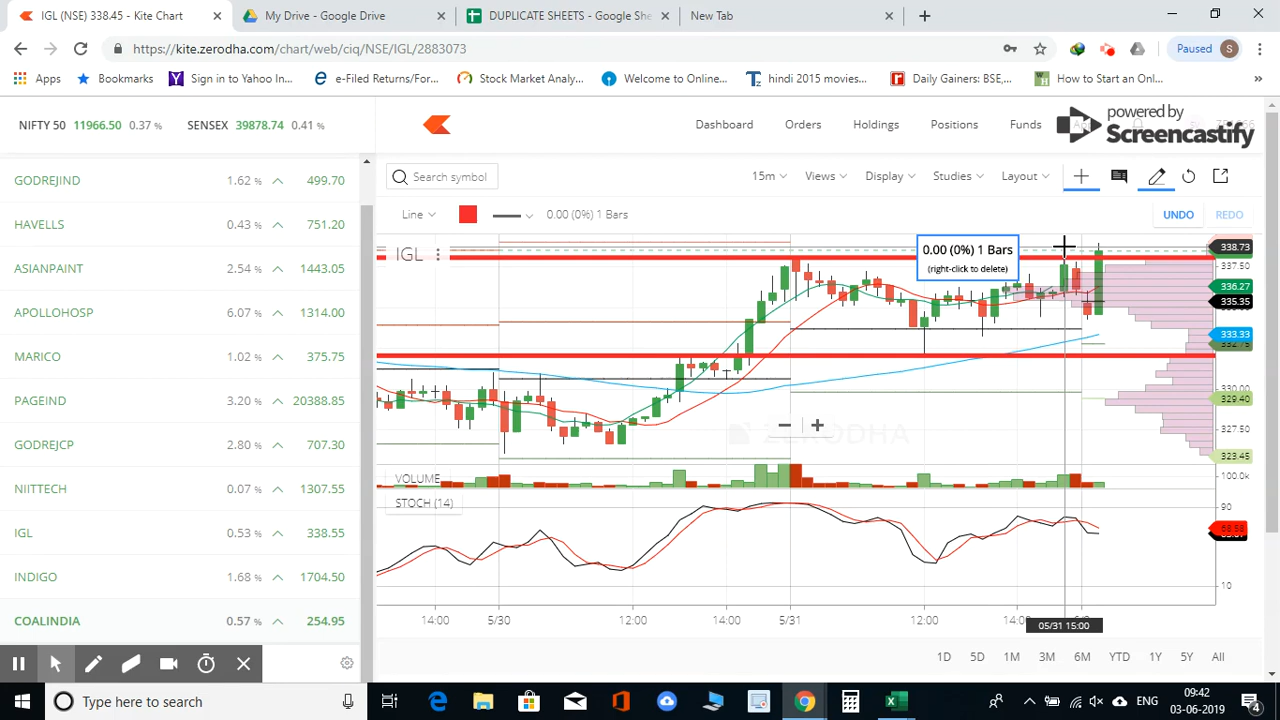 IGL (NSE) 338.45 - Kite Chart
My Drive - Google Drive
DUPLICATE SHEETS - Google She
New Tab
https://kite.zerodha.com/chart/web/ciq/NSE/IGL/2883073
Paused
S
Apps
Bookmarks
Sign in to Yahoo In...
e-Filed Returns/For...
Stock Market Analy...
Welcome to Online...
hindi 2015 movies...
Daily Gainers: BSE,...
How to Start an Onl...
NIFTY 50 11966.50 0.37 %
SENSEX 39878.74 0.41 %
Dashboard
Orders
Holdings
Positions
Funds
powered by
Screencastify
GODREJIND 1.62 % 499.70
HAVELLS 0.43 % 751.20
ASIANPAINT 2.54 % 1443.05
APOLLOHOSP 6.07 % 1314.00
MARICO 1.02 % 375.75
PAGEIND 3.20 % 20388.85
GODREJCP 2.80 % 707.30
NIITTECH 0.07 % 1307.55
IGL 0.53 % 338.55
INDIGO 1.68 % 1704.50
COALINDIA 0.57 % 254.95
Search symbol
15m
Views
Display
Studies
Layout
Line
0.00 (0%) 1 Bars
UNDO
REDO
IGL
0.00 (0%) 1 Bars
(right-click to delete)
338.73
337.50
336.27
335.35
333.33
330.00
329.40
327.50
323.45
ZERODHA
VOLUME
100.0k
STOCH (14)
90
10
14:00
5/30
12:00
14:00
5/31
12:00
14:00
05/31 15:00
1D
5D
1M
3M
6M
YTD
1Y
5Y
All
Type here to search
ENG
09:42
03-06-2019
4